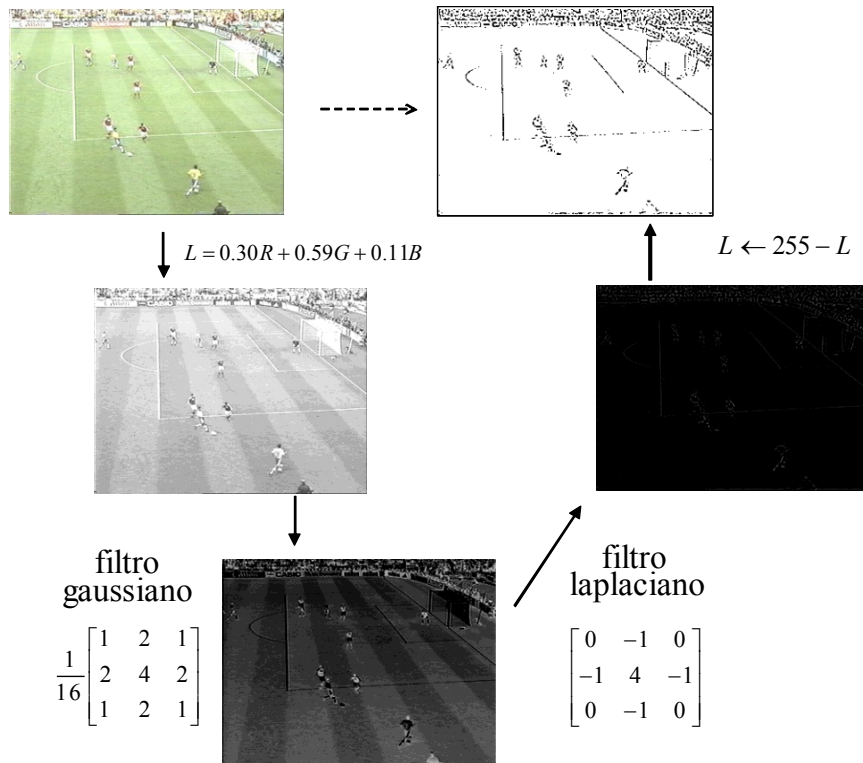 L = 0.30R + 0.59G + 0.11B
L ← 255 − L
filtro
gaussiano
1/16 [1 2 1
2 4 2
1 2 1]
filtro
laplaciano
[0 −1 0
−1 4 −1
0 −1 0]